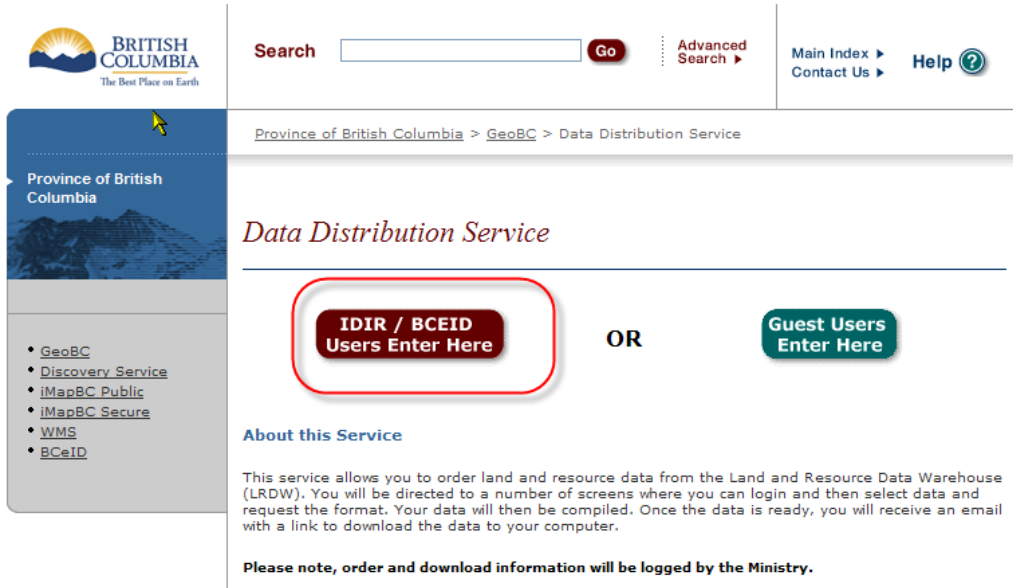 BRITISH
COLUMBIA
The Best Place on Earth
Search
Go
Advanced
Search
Main Index
Contact Us
Help ?
Province of British Columbia > GeoBC > Data Distribution Service
Province of British
Columbia
GeoBC
Discovery Service
iMapBC Public
iMapBC Secure
WMS
BCeID
Data Distribution Service
IDIR / BCEID
Users Enter Here
OR
Guest Users
Enter Here
About this Service
This service allows you to order land and resource data from the Land and Resource Data Warehouse
(LRDW). You will be directed to a number of screens where you can login and then select data and
request the format. Your data will then be compiled. Once the data is ready, you will receive an email
with a link to download the data to your computer.
Please note, order and download information will be logged by the Ministry.